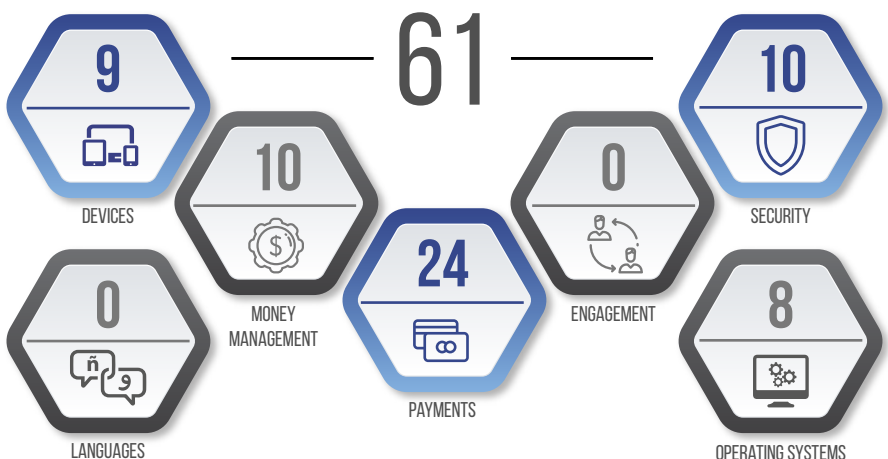 61
9
DEVICES
10
MONEY
MANAGEMENT
24
PAYMENTS
0
ENGAGEMENT
10
SECURITY
0
ñ
و
LANGUAGES
8
OPERATING SYSTEMS
$